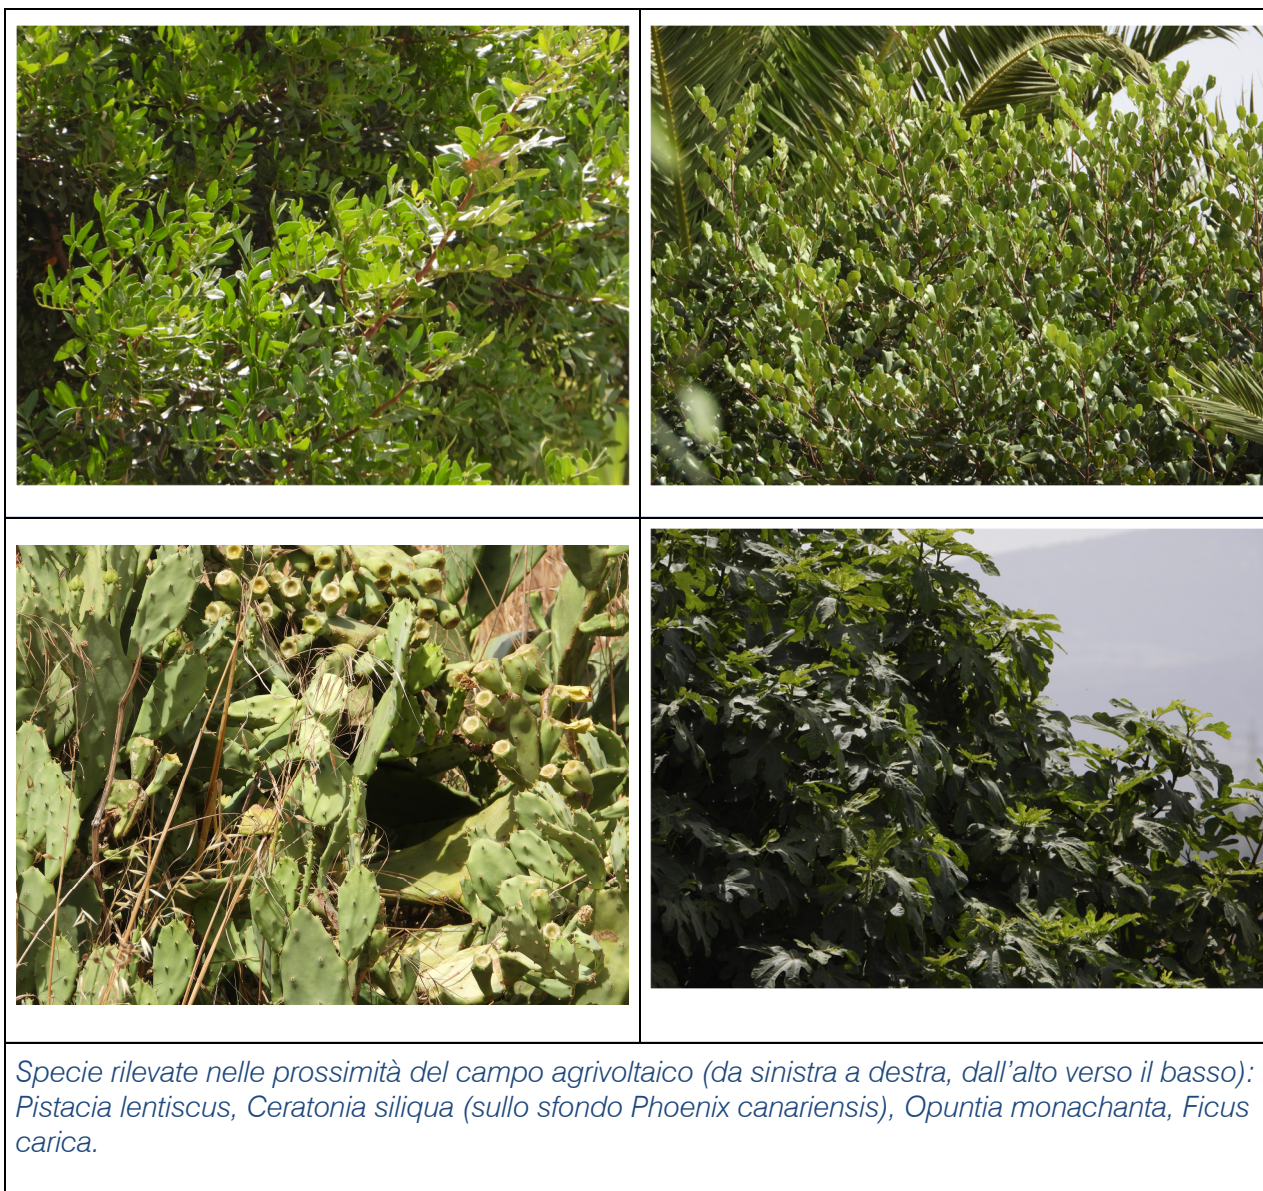 Specie rilevate nelle prossimità del campo agrivoltaico (da sinistra a destra, dall'alto verso il basso):
Pistacia lentiscus, Ceratonia siliqua (sullo sfondo Phoenix canariensis), Opuntia monachanta, Ficus
carica.